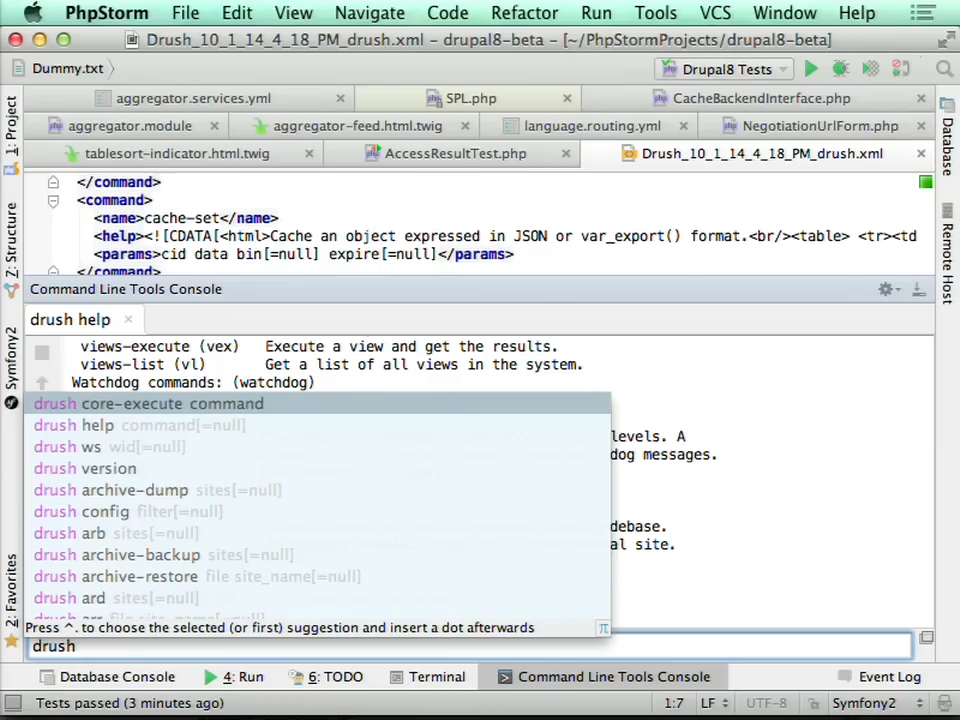 PhpStorm File Edit View Navigate Code Refactor Run Tools VCS Window Help
Drush_10_1_14_4_18_PM_drush.xml – drupal8-beta – [~/PhpStormProjects/drupal8-beta]
Dummy.txt
Drupal8 Tests
aggregator.services.yml
SPL.php
CacheBackendInterface.php
aggregator.module
aggregator-feed.html.twig
language.routing.yml
NegotiationUrlForm.php
tablesort-indicator.html.twig
AccessResultTest.php
Drush_10_1_14_4_18_PM_drush.xml
1: Project
Z: Structure
Symfony2
2: Favorites
Database
Remote Host
</command>
<command>
<name>cache-set</name>
<help><![CDATA[<html>Cache an object expressed in JSON or var_export() format.<br/><table> <tr><td
<params>cid data bin[=null] expire[=null]</params>
</command>
Command Line Tools Console
drush help
views-execute (vex) Execute a view and get the results.
views-list (vl) Get a list of all views in the system.
Watchdog commands: (watchdog)
levels. A
dog messages.
debase.
al site.
drush core-execute command
drush help command[=null]
drush ws wid[=null]
drush version
drush archive-dump sites[=null]
drush config filter[=null]
drush arb sites[=null]
drush archive-backup sites[=null]
drush archive-restore file site_name[=null]
drush ard sites[=null]
drush arr file site_name[=null]
Press ^. to choose the selected (or first) suggestion and insert a dot afterwards
π
drush
Database Console
4: Run
6: TODO
Terminal
Command Line Tools Console
Event Log
Tests passed (3 minutes ago)
1:7 LF UTF-8 Symfony2